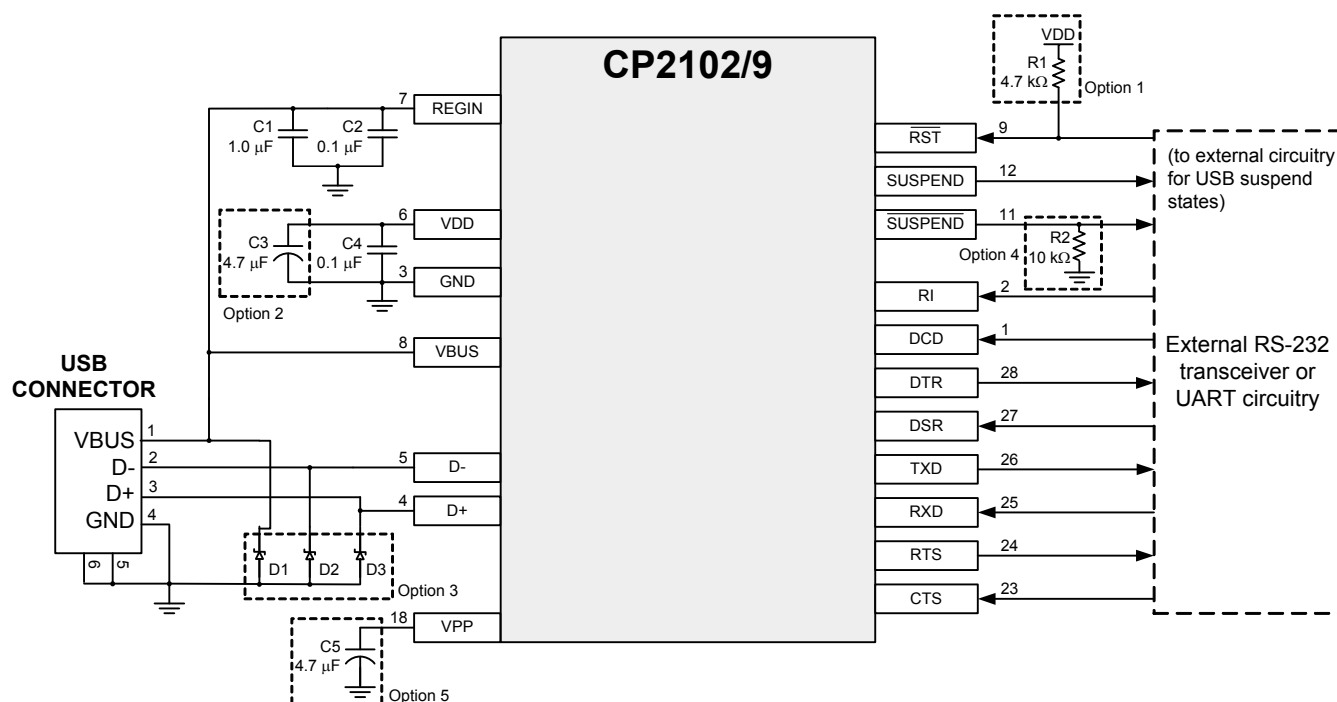 CP2102/9
VDD
R1
4.7 kΩ
Option 1
7
REGIN
C1
1.0 μF
C2
0.1 μF
RST
9
(to external circuitry
for USB suspend
states)
SUSPEND
12
6
VDD
SUSPEND
11
C3
4.7 μF
C4
0.1 μF
R2
10 kΩ
Option 4
3
GND
Option 2
RI
2
8
VBUS
DCD
1
External RS-232
transceiver or
UART circuitry
USB
CONNECTOR
DTR
28
VBUS
1
DSR
27
D-
2
5
D-
TXD
26
D+
3
4
D+
GND
4
RXD
25
6
5
D1
D2
D3
Option 3
RTS
24
CTS
23
18
VPP
C5
4.7 μF
Option 5